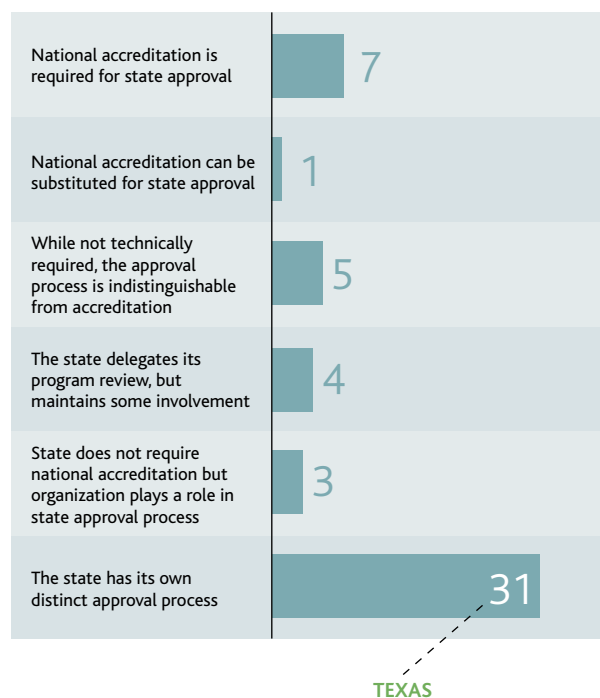 National accreditation is
required for state approval
7
National accreditation can be
substituted for state approval
1
While not technically
required, the approval
process is indistinguishable
from accreditation
5
The state delegates its
program review, but
maintains some involvement
4
State does not require
national accreditation but
organization plays a role in
state approval process
3
The state has its own
distinct approval process
31
TEXAS